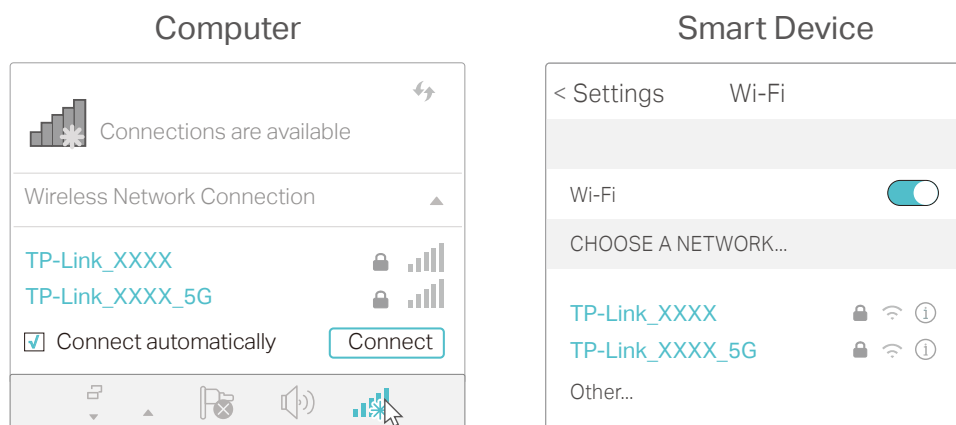 Computer
Connections are available
Wireless Network Connection
TP-Link_XXXX
TP-Link_XXXX_5G
Connect automatically
Connect
Smart Device
< Settings Wi-Fi
Wi-Fi
CHOOSE A NETWORK...
TP-Link_XXXX
TP-Link_XXXX_5G
Other...